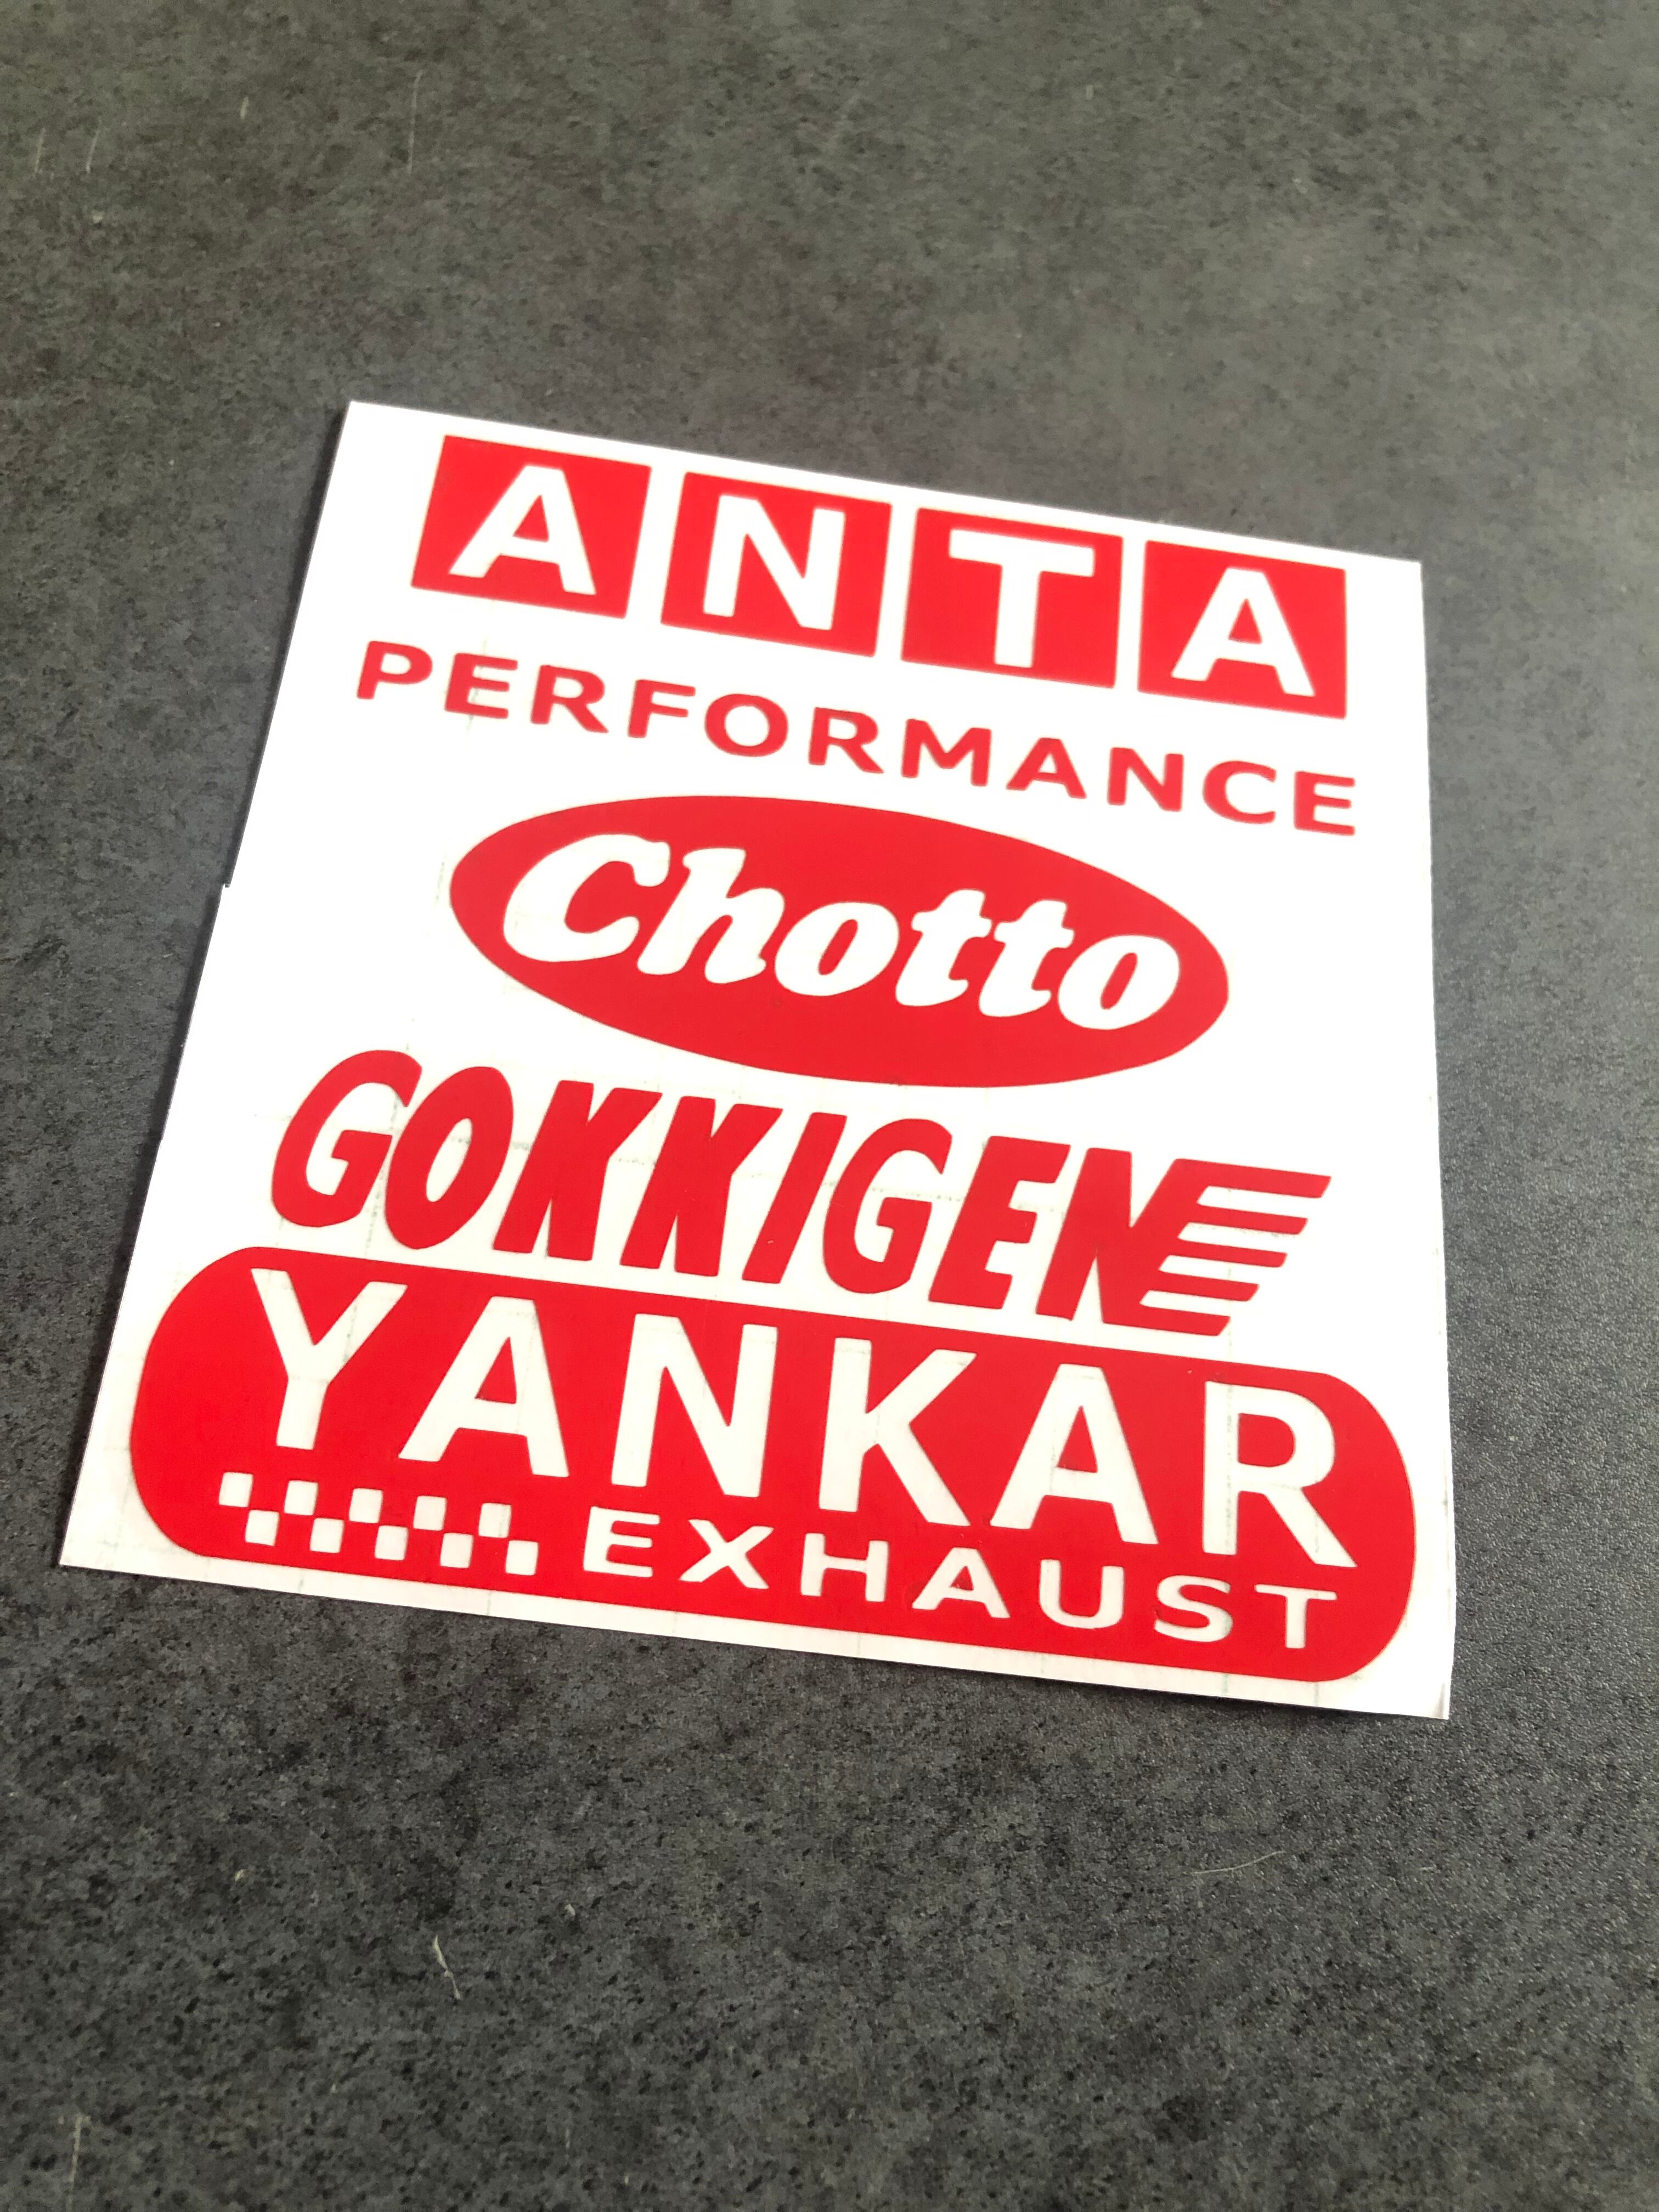 ANTA
PERFORMANCE
Chotto
GOKKIGEN
YANKAR
EXHAUST